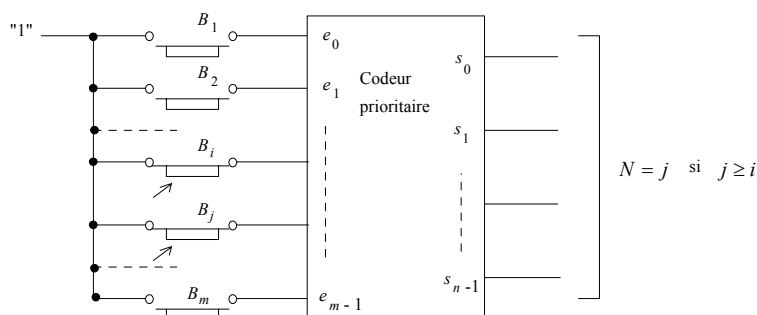 "1"
B₁
e₀
B₂
e₁
Codeur
prioritaire
s₀
s₁
Bᵢ
N = j si j ≥ i
Bⱼ
Bₘ
eₘ₋₁
sₙ₋₁